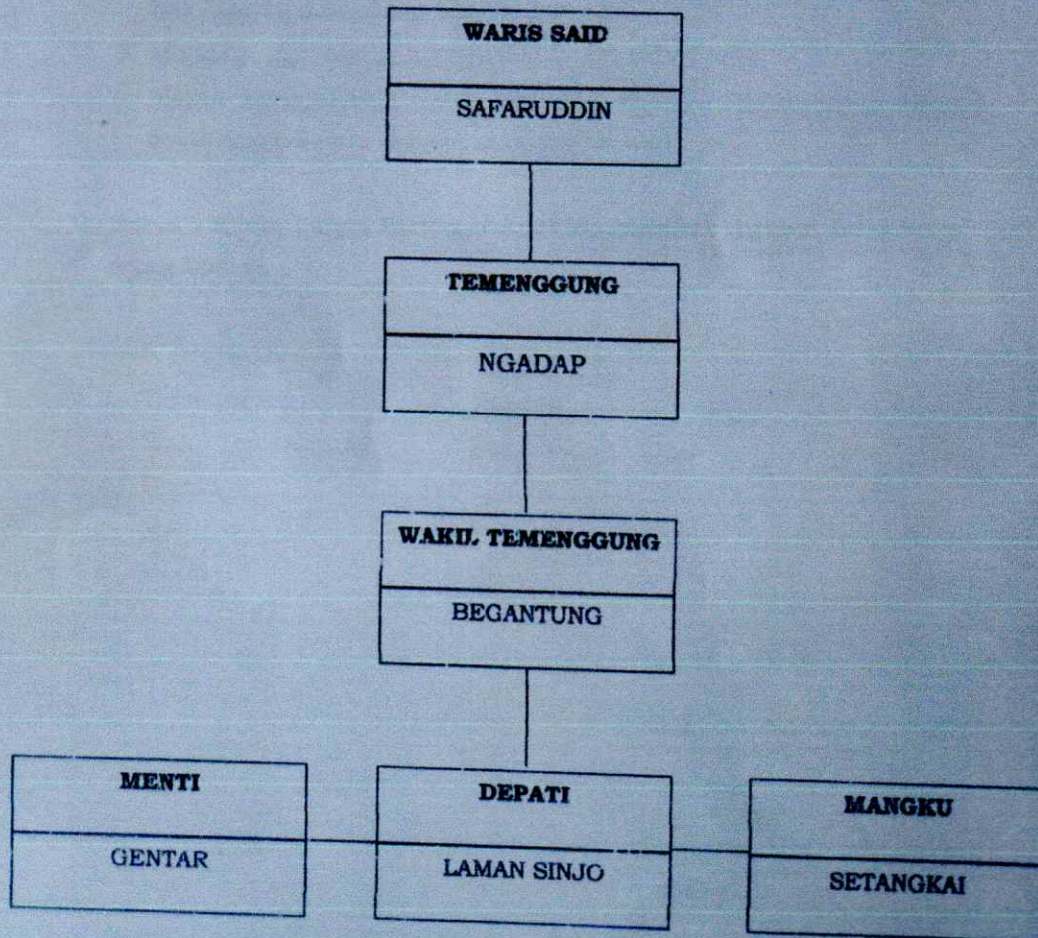 WARIS SAID
SAFARUDDIN
TEMENGGUNG
NGADAP
WAKIL TEMENGGUNG
BEGANTUNG
MENTI
GENTAR
DEPATI
LAMAN SINJO
MANGKU
SETANGKAI